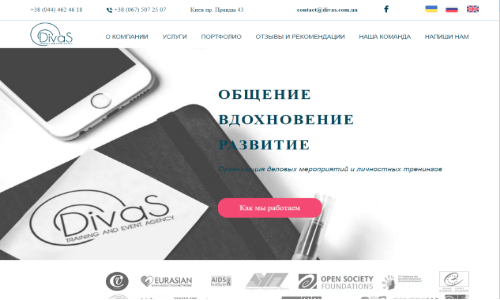 +38 (044) 462 46 18
+38 (067) 507 25 07
Киев пр. Правды 43
contact@divas.com.ua
DivaS
О КОМПАНИИ
УСЛУГИ
ПОРТФОЛИО
ОТЗЫВЫ И РЕКОМЕНДАЦИИ
НАША КОМАНДА
НАПИШИ НАМ
ОБЩЕНИЕ
ВДОХНОВЕНИЕ
РАЗВИТИЕ
Организация деловых мероприятий и личностных тренингов
Как мы работаем
DivaS
TRAINING AND EVENT AGENCY
EURASIAN
AIDS
OPEN SOCIETY
FOUNDATIONS